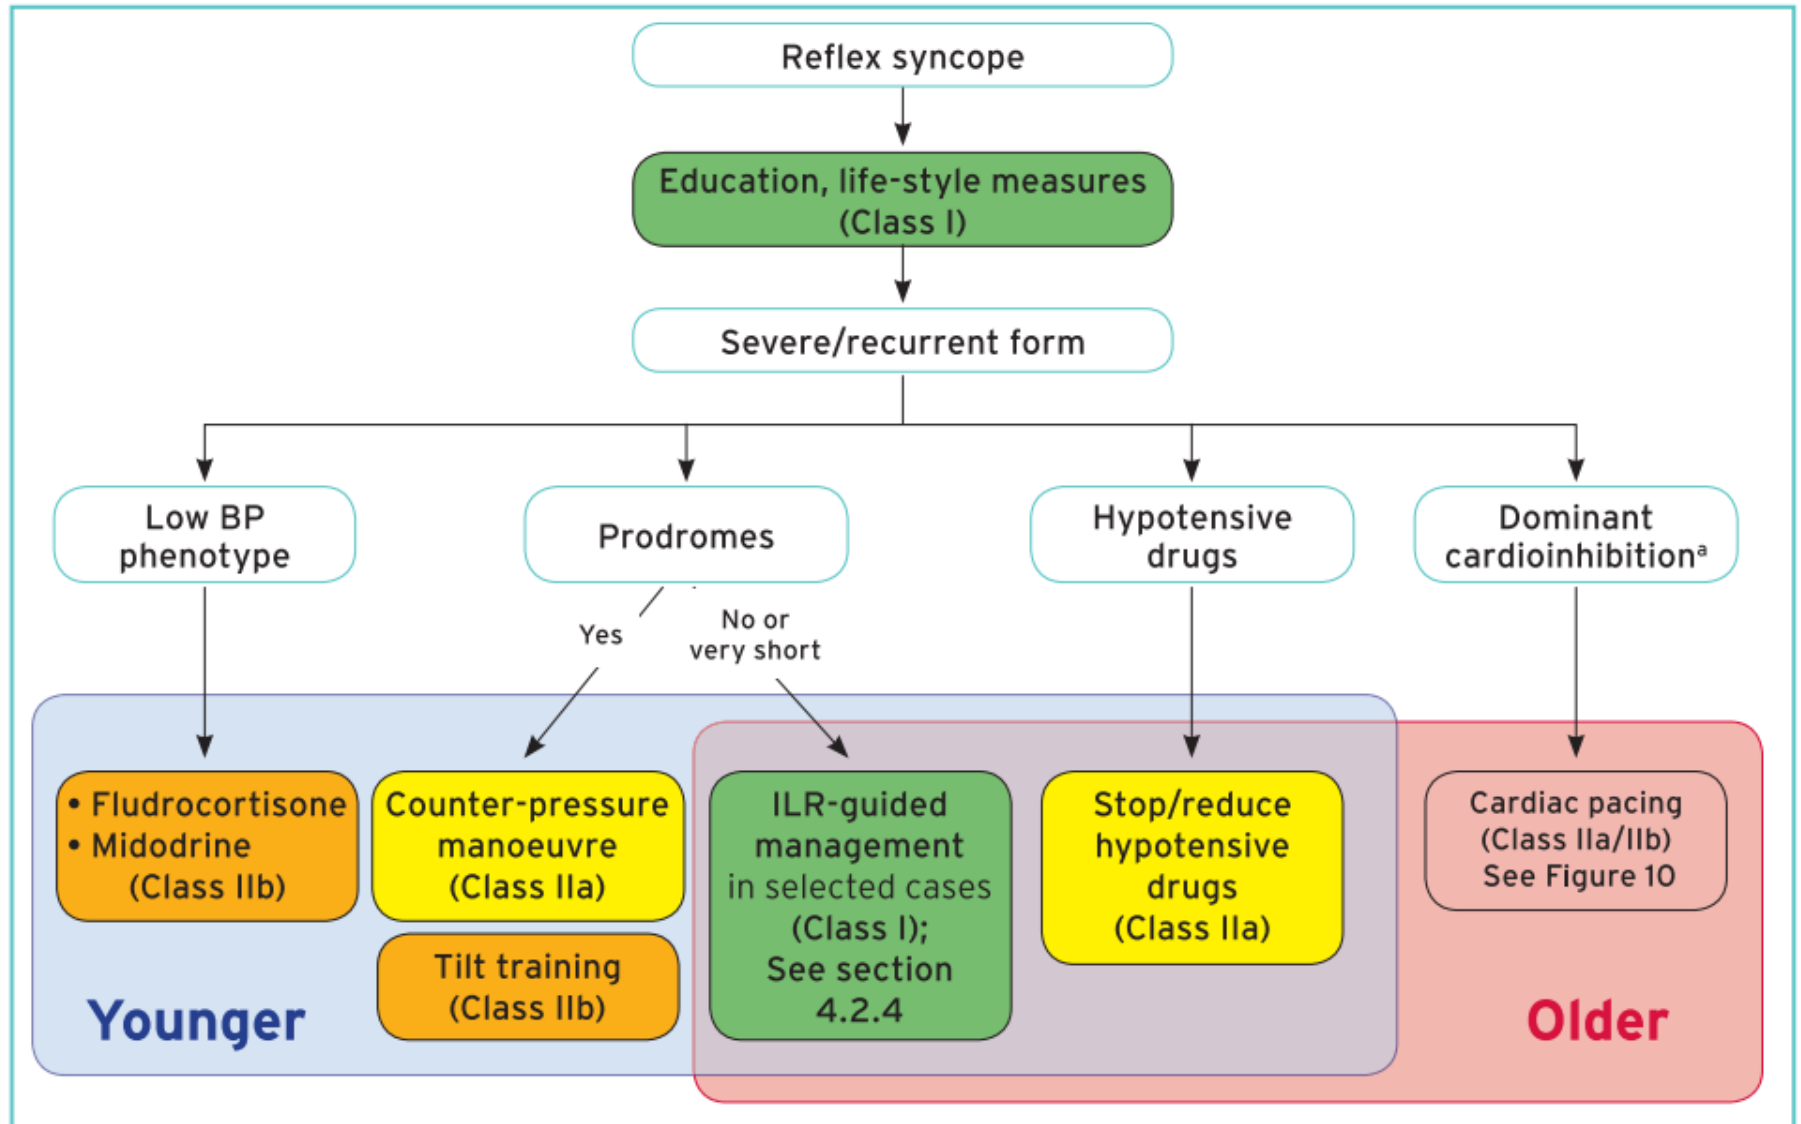 Reflex syncope
Education, life-style measures
(Class I)
Severe/recurrent form
Low BP
phenotype
Prodromes
Hypotensive
drugs
Dominant
cardioinhibitionᵃ
Yes
No or
very short
• Fludrocortisone
• Midodrine
(Class IIb)
Counter-pressure
manoeuvre
(Class IIa)
Tilt training
(Class IIb)
ILR-guided
management
in selected cases
(Class I);
See section
4.2.4
Stop/reduce
hypotensive
drugs
(Class IIa)
Cardiac pacing
(Class IIa/IIb)
See Figure 10
Younger
Older